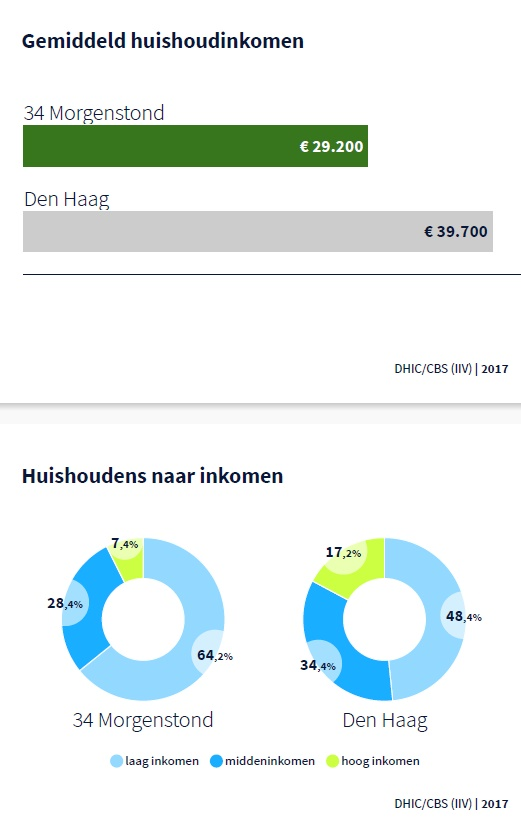 Gemiddeld huishoudinkomen
34 Morgenstond
€ 29.200
Den Haag
€ 39.700
DHIC/CBS (IIV) | 2017
Huishoudens naar inkomen
7,4%
28,4%
64,2%
17,2%
48,4%
34,4%
34 Morgenstond
Den Haag
laag inkomen middeninkomen hoog inkomen
DHIC/CBS (IIV) | 2017